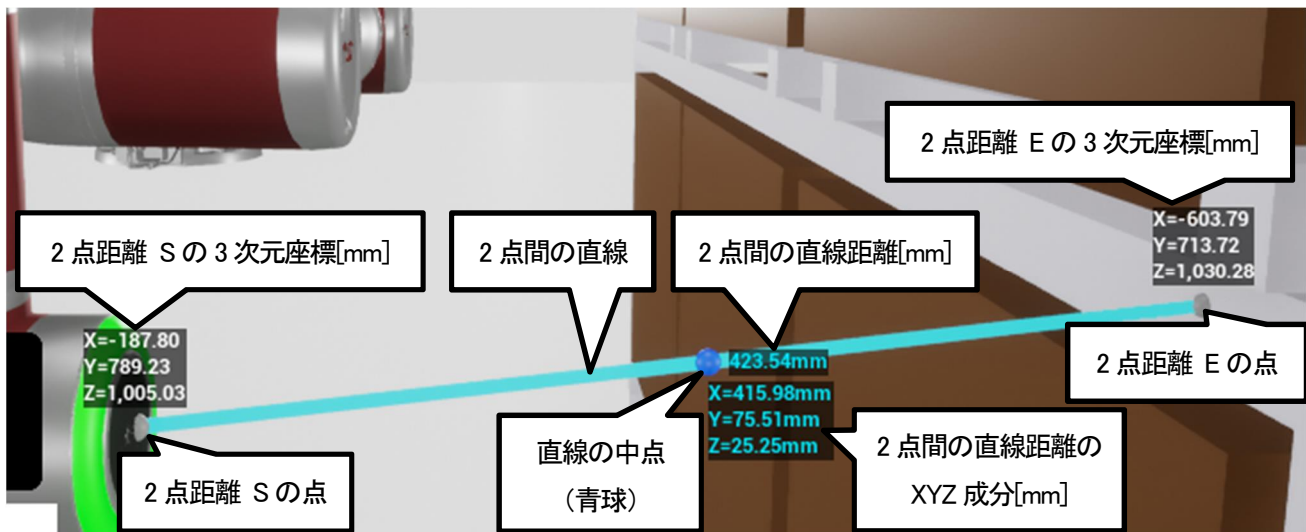 2 点距離 E の 3 次元座標[mm]
X=-603.79
Y=713.72
Z=1,030.28
2 点距離 S の 3 次元座標[mm]
2 点間の直線
2 点間の直線距離[mm]
X=-187.80
Y=789.23
Z=1,005.03
423.54mm
2 点距離 E の点
X=415.98mm
Y=75.51mm
Z=25.25mm
2 点距離 S の点
直線の中点
(青球)
2 点間の直線距離の
XYZ 成分[mm]